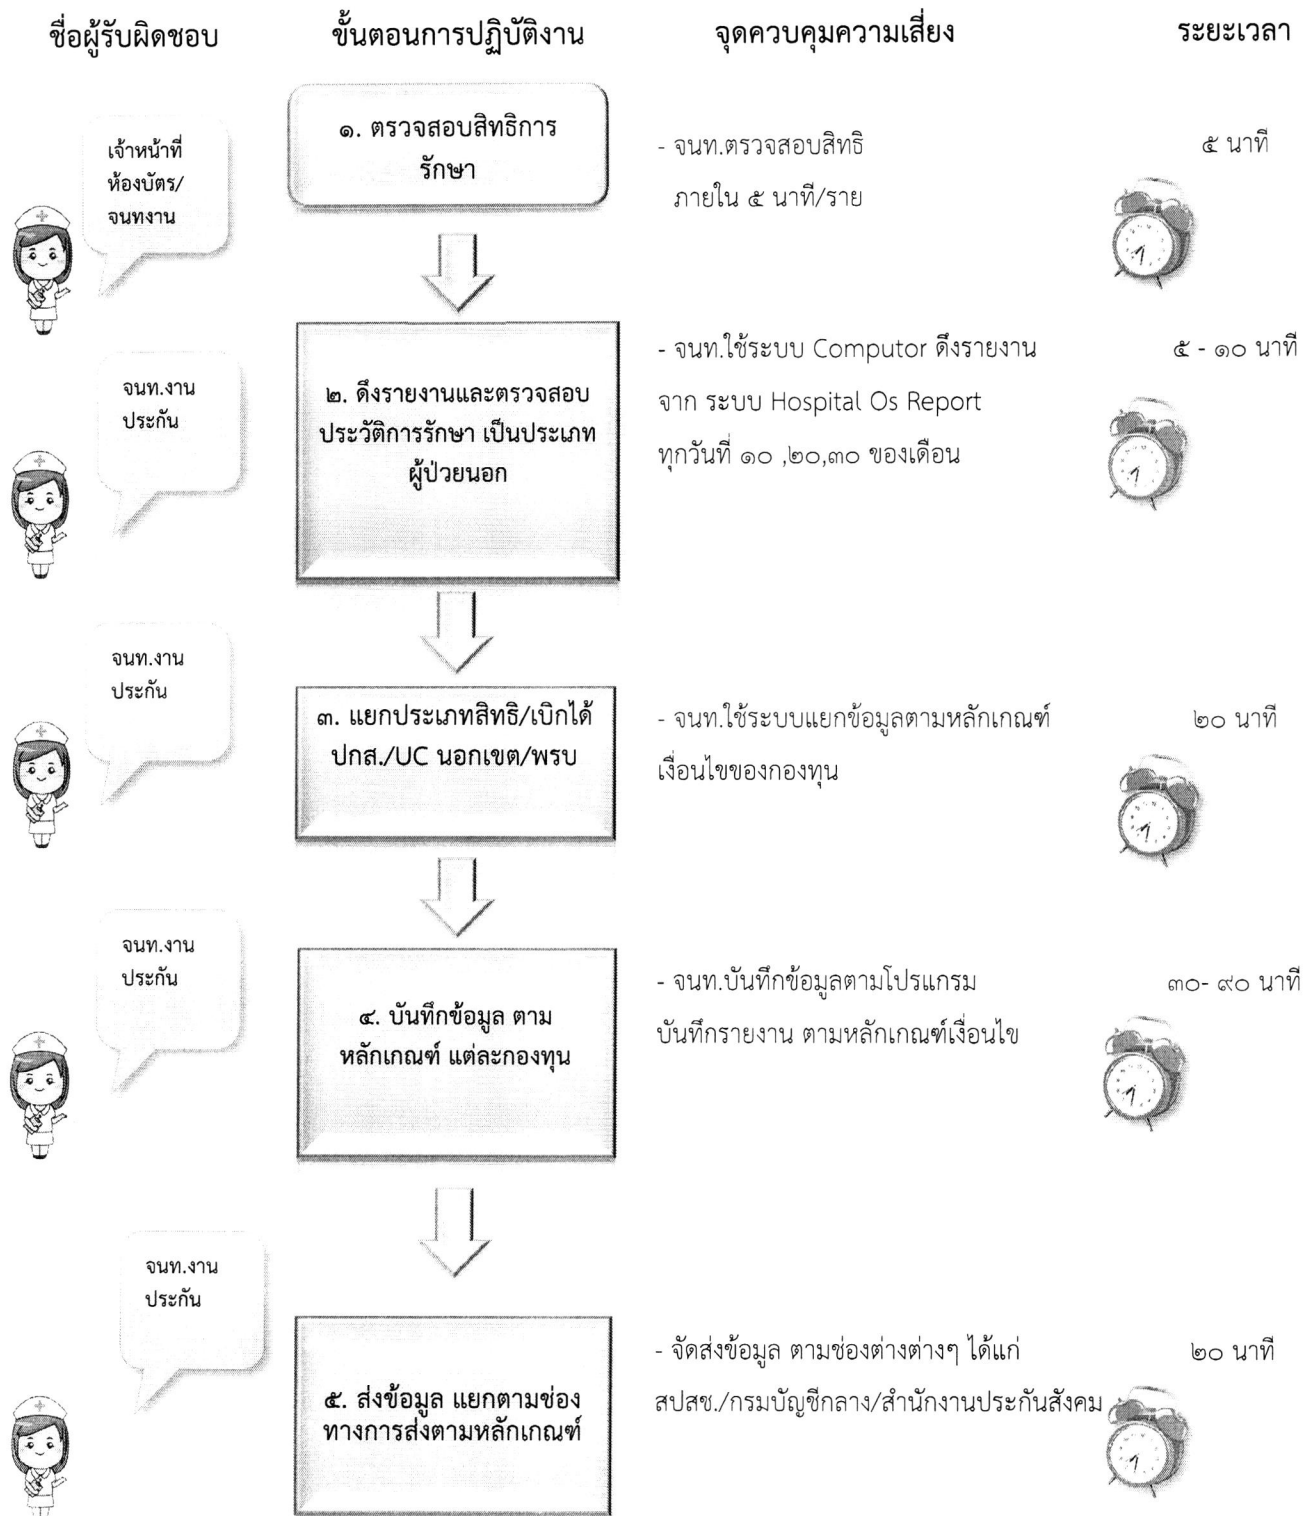 ชื่อผู้รับผิดชอบ
ขั้นตอนการปฏิบัติงาน
จุดควบคุมความเสี่ยง
ระยะเวลา
เจ้าหน้าที่
ห้องบัตร/
จนทงาน
๑. ตรวจสอบสิทธิการ
รักษา
- จนท.ตรวจสอบสิทธิ
ภายใน ๕ นาที/ราย
๕ นาที
จนท.งาน
ประกัน
๒. ดึงรายงานและตรวจสอบ
ประวัติการรักษา เป็นประเภท
ผู้ป่วยนอก
- จนท.ใช้ระบบ Computor ดึงรายงาน
จาก ระบบ Hospital Os Report
ทุกวันที่ ๑๐ ,๒๐,๓๐ ของเดือน
๕ - ๑๐ นาที
จนท.งาน
ประกัน
๓. แยกประเภทสิทธิ/เบิกได้
ปกส./UC นอกเขต/พรบ
- จนท.ใช้ระบบแยกข้อมูลตามหลักเกณฑ์
เงื่อนไขของกองทุน
๒๐ นาที
จนท.งาน
ประกัน
๔. บันทึกข้อมูล ตาม
หลักเกณฑ์ แต่ละกองทุน
- จนท.บันทึกข้อมูลตามโปรแกรม
บันทึกรายงาน ตามหลักเกณฑ์เงื่อนไข
๓๐- ๙๐ นาที
จนท.งาน
ประกัน
๕. ส่งข้อมูล แยกตามช่อง
ทางการส่งตามหลักเกณฑ์
- จัดส่งข้อมูล ตามช่องต่างต่างๆ ได้แก่
สปสช./กรมบัญชีกลาง/สำนักงานประกันสังคม
๒๐ นาที